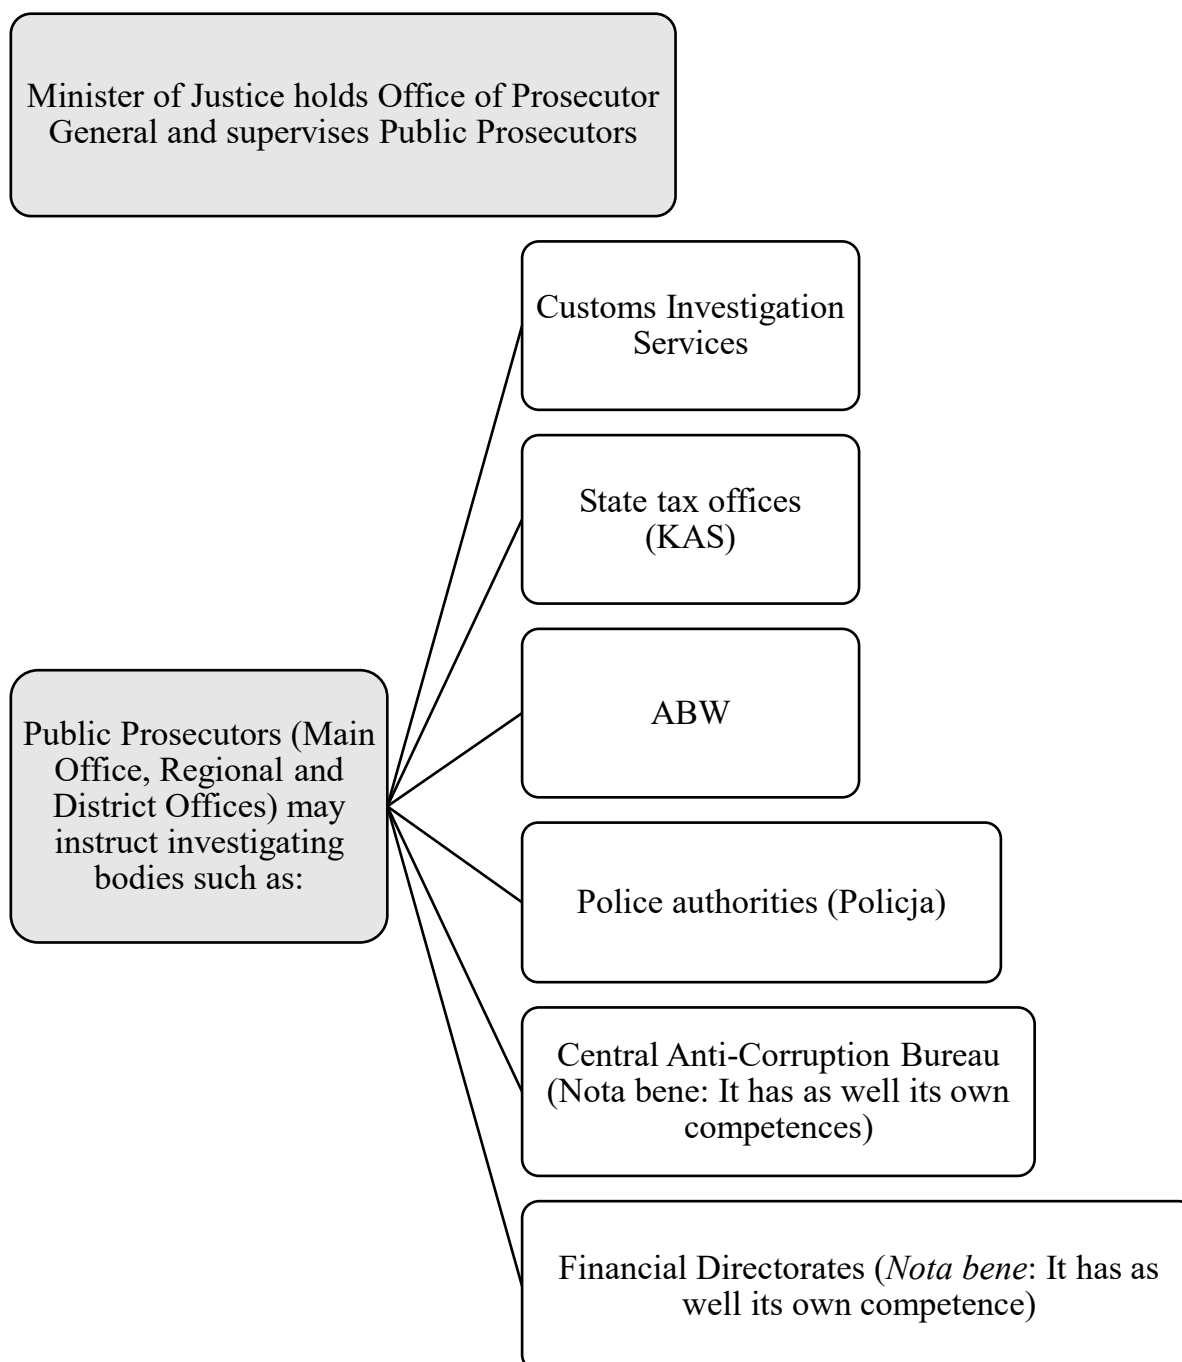 Minister of Justice holds Office of Prosecutor
General and supervises Public Prosecutors
Customs Investigation
Services
State tax offices
(KAS)
ABW
Public Prosecutors (Main
Office, Regional and
District Offices) may
instruct investigating
bodies such as:
Police authorities (Policja)
Central Anti-Corruption Bureau
(Nota bene: It has as well its own
competences)
Financial Directorates (Nota bene: It has as
well its own competence)